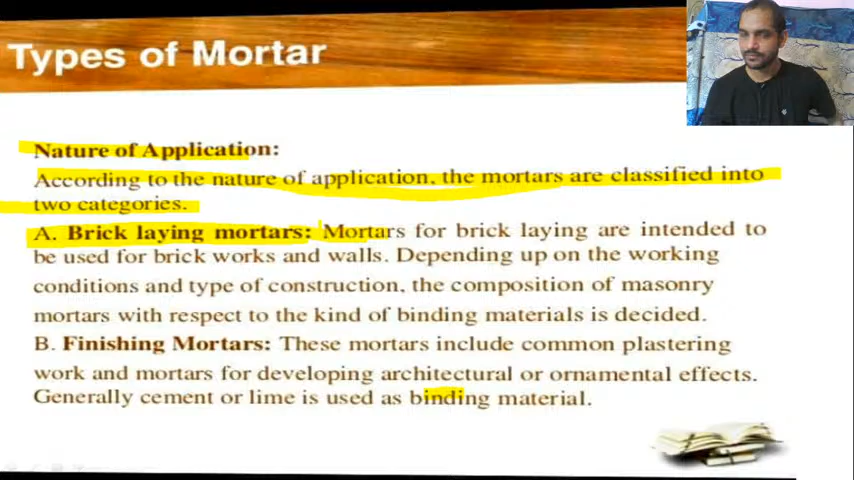 Types of Mortar
Nature of Application:
According to the nature of application, the mortars are classified into
two categories.
A. Brick laying mortars: Mortars for brick laying are intended to
be used for brick works and walls. Depending up on the working
conditions and type of construction, the composition of masonry
mortars with respect to the kind of binding materials is decided.
B. Finishing Mortars: These mortars include common plastering
work and mortars for developing architectural or ornamental effects.
Generally cement or lime is used as binding material.